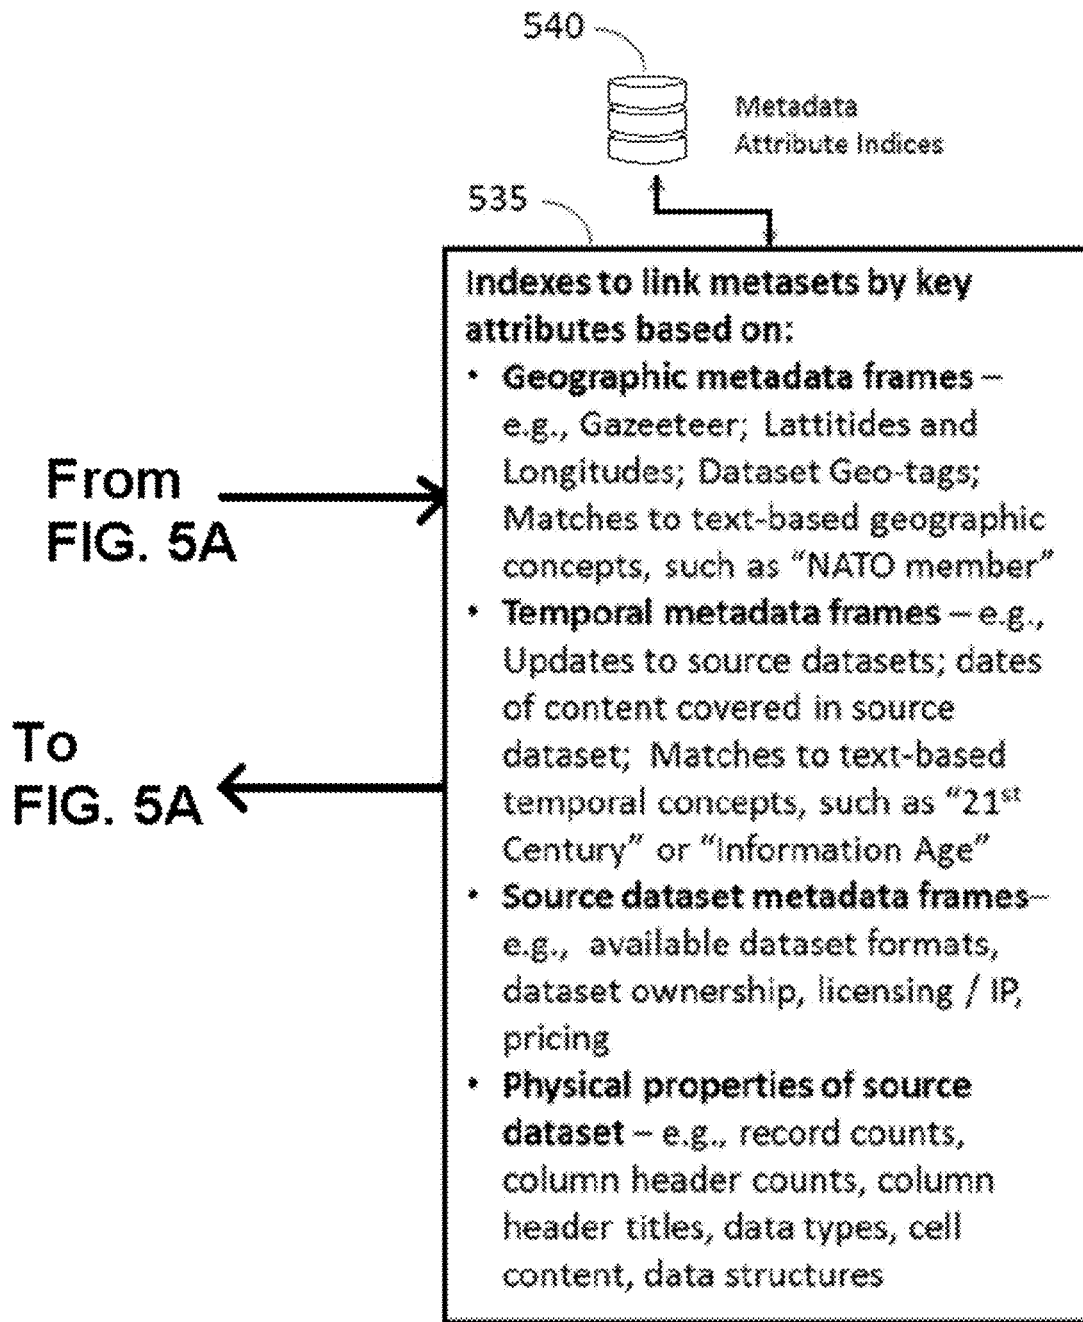 540
Metadata
Attribute Indices
535
Indexes to link metasets by key
attributes based on:
• Geographic metadata frames –
e.g., Gazeeteer; Lattitides and
Longitudes; Dataset Geo-tags;
Matches to text-based geographic
concepts, such as “NATO member”
• Temporal metadata frames – e.g.,
Updates to source datasets; dates
of content covered in source
dataset; Matches to text-based
temporal concepts, such as “21st
Century” or “Information Age”
• Source dataset metadata frames–
e.g., available dataset formats,
dataset ownership, licensing / IP,
pricing
• Physical properties of source
dataset – e.g., record counts,
column header counts, column
header titles, data types, cell
content, data structures
From
FIG. 5A
To
FIG. 5A